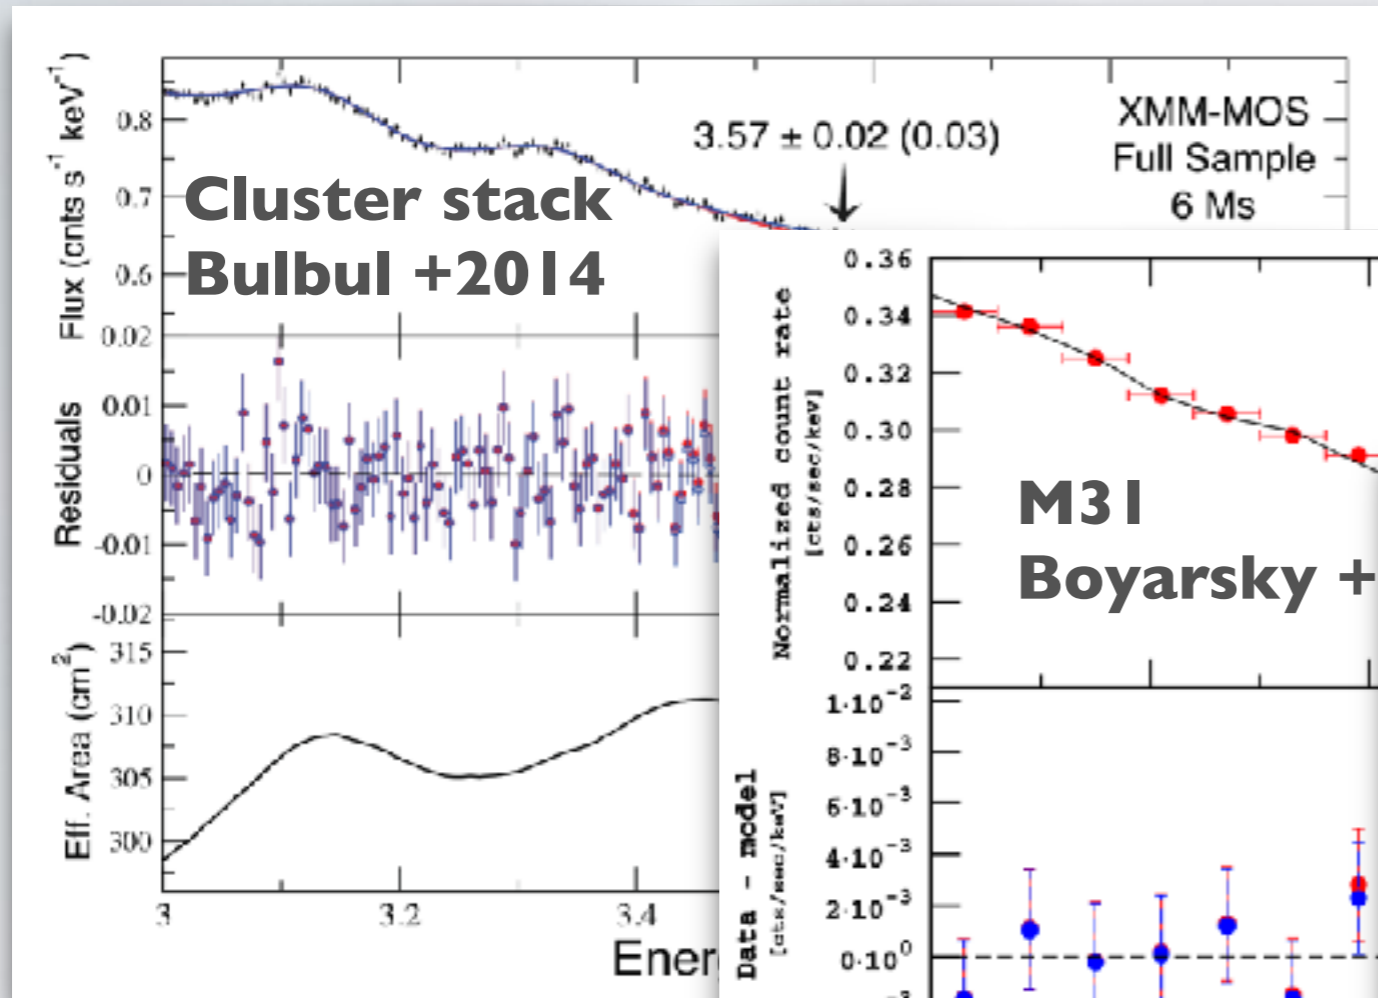 Flux (cnts s-1 keV-1)
0.8
0.7
0.6
3.57 ± 0.02 (0.03)
XMM-MOS
Full Sample
6 Ms
Cluster stack
Bulbul +2014
Residuals
0.02
0.01
0
-0.01
-0.02
Eff. Area (cm2)
315
310
305
300
3
3.2
3.4
Normalized count rate
[cts/sec/keV]
0.36
0.34
0.32
0.30
0.28
0.26
0.24
0.22
M31
Boyarsky +
Data - model
[cts/sec/keV]
1·10-2
8·10-3
6·10-3
4·10-3
2·10-3
0·100